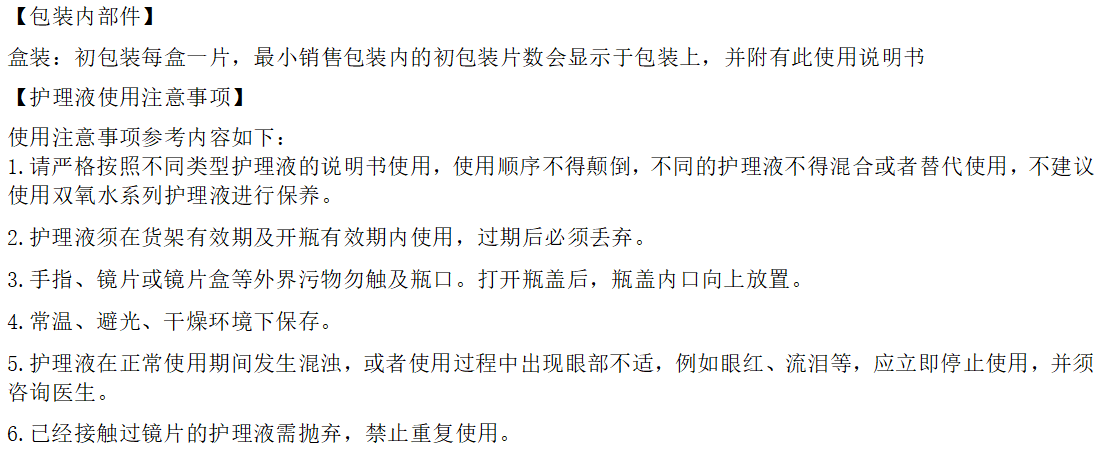 【包装内部件】
盒装：初包装每盒一片，最小销售包装内的初包装片数会显示于包装上，并附有此使用说明书
【护理液使用注意事项】
使用注意事项参考内容如下：
1.请严格按照不同类型护理液的说明书使用，使用顺序不得颠倒，不同的护理液不得混合或者替代使用，不建议
使用双氧水系列护理液进行保养。
2.护理液须在货架有效期及开瓶有效期内使用，过期后必须丢弃。
3.手指、镜片或镜片盒等外界污物勿触及瓶口。打开瓶盖后，瓶盖内口向上放置。
4.常温、避光、干燥环境下保存。
5.护理液在正常使用期间发生混浊，或者使用过程中出现眼部不适，例如眼红、流泪等，应立即停止使用，并须
咨询医生。
6.已经接触过镜片的护理液需抛弃，禁止重复使用。